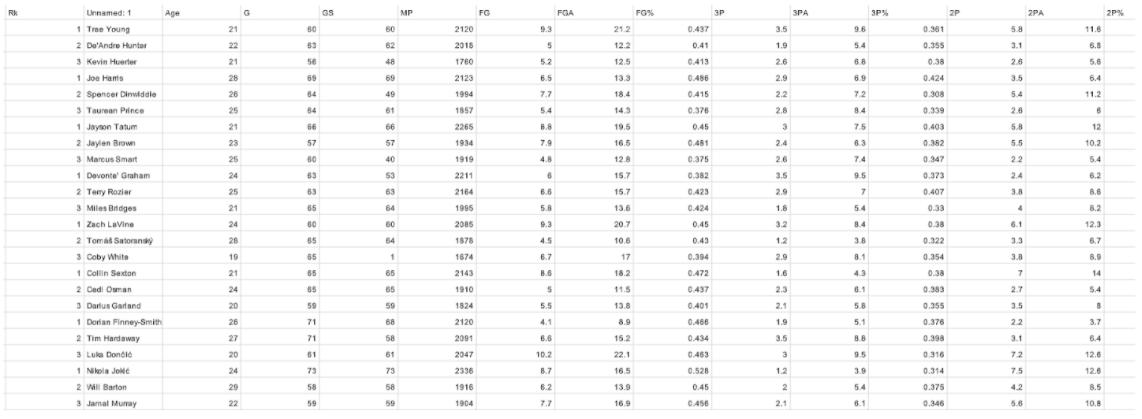 Rk Unnamed: 1 Age G GS MP FG FGA FG% 3P 3PA 3P% 2P 2PA 2P%
1 Trae Young 21 60 60 2120 9.3 21.2 0.437 3.5 9.6 0.361 5.8 11.6
2 De'Andre Hunter 22 63 62 2018 5 12.2 0.41 1.9 5.4 0.355 3.1 6.8
3 Kevin Huerter 21 56 48 1760 5.2 12.5 0.413 2.6 6.8 0.38 2.6 5.6
1 Joe Harris 28 69 69 2123 6.5 13.3 0.486 2.9 6.9 0.424 3.5 6.4
2 Spencer Dinwiddie 26 64 49 1994 7.7 18.4 0.415 2.2 7.2 0.308 5.4 11.2
3 Taurean Prince 25 64 61 1857 5.4 14.3 0.376 2.8 8.4 0.339 2.6 6
1 Jayson Tatum 21 66 66 2265 8.8 19.5 0.45 3 7.5 0.403 5.8 12
2 Jaylen Brown 23 57 57 1934 7.9 16.5 0.481 2.4 6.3 0.382 5.5 10.2
3 Marcus Smart 25 60 40 1919 4.8 12.8 0.375 2.6 7.4 0.347 2.2 5.4
1 Devonte' Graham 24 63 53 2211 6 15.7 0.382 3.5 9.5 0.373 2.4 6.2
2 Terry Rozier 25 63 63 2164 6.6 15.7 0.423 2.9 7 0.407 3.8 8.6
3 Miles Bridges 21 65 64 1995 5.8 13.6 0.424 1.8 5.4 0.33 4 8.2
1 Zach LaVine 24 60 60 2085 9.3 20.7 0.45 3.2 8.4 0.38 6.1 12.3
2 Tomáš Satoranský 28 65 64 1878 4.5 10.6 0.43 1.2 3.8 0.322 3.3 6.7
3 Coby White 19 65 1 1674 6.7 17 0.394 2.9 8.1 0.354 3.8 8.9
1 Collin Sexton 21 65 65 2143 8.6 18.2 0.472 1.6 4.3 0.38 7 14
2 Cedi Osman 24 65 65 1910 5 11.5 0.437 2.3 6.1 0.383 2.7 5.4
3 Darius Garland 20 59 59 1824 5.5 13.8 0.401 2.1 5.8 0.355 3.5 8
1 Dorian Finney-Smith 26 71 68 2120 4.1 8.9 0.466 1.9 5.1 0.376 2.2 3.7
2 Tim Hardaway 27 71 58 2091 6.6 15.2 0.434 3.5 8.8 0.398 3.1 6.4
3 Luka Dončić 20 61 61 2047 10.2 22.1 0.463 3 9.5 0.316 7.2 12.6
1 Nikola Jokić 24 73 73 2336 8.7 16.5 0.528 1.2 3.9 0.314 7.5 12.6
2 Will Barton 29 58 58 1916 6.2 13.9 0.45 2 5.4 0.375 4.2 8.5
3 Jamal Murray 22 59 59 1904 7.7 16.9 0.456 2.1 6.1 0.346 5.6 10.8